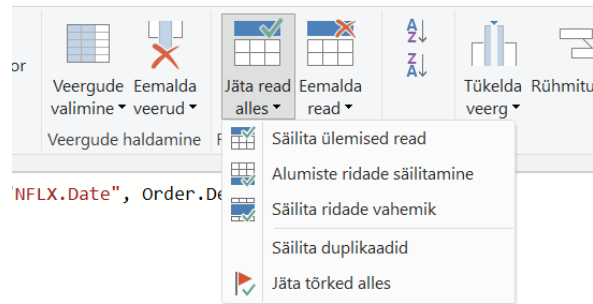 or
Veergude valimine
Eemalda veerud
Jäta read alles
Eemalda read
A
Z
Z
A
Tükelda veerg
Rühmitu
Veergude haldamine
Säilita ülemised read
Alumiste ridade säilitamine
"NFLX.Date", Order.De
Säilita ridade vahemik
Säilita duplikaadid
Jäta tõrked alles